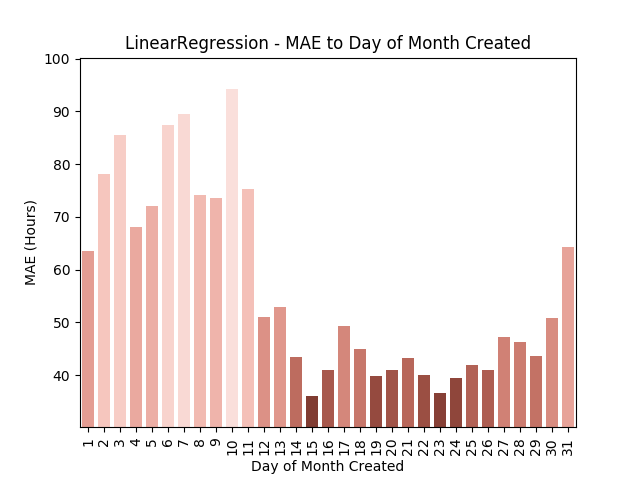 LinearRegression - MAE to Day of Month Created
MAE (Hours)
100
90
80
70
60
50
40
1 2 3 4 5 6 7 8 9 10 11 12 13 14 15 16 17 18 19 20 21 22 23 24 25 26 27 28 29 30 31
Day of Month Created